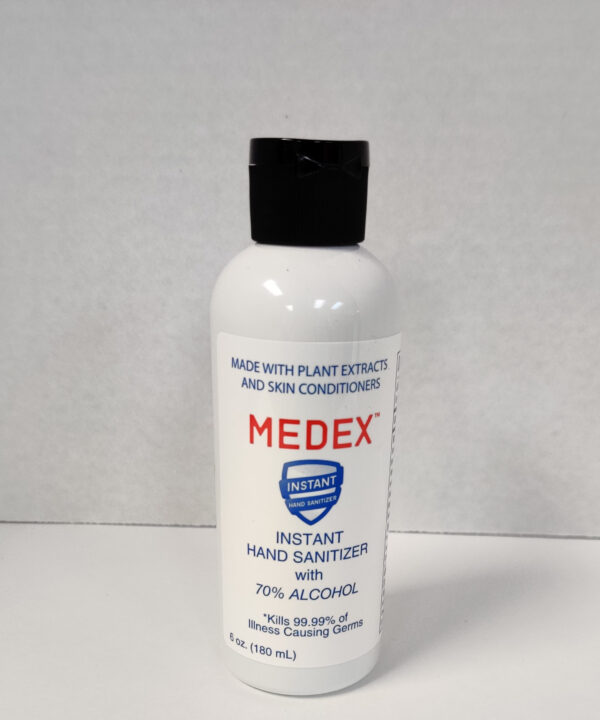 MADE WITH PLANT EXTRACTS
AND SKIN CONDITIONERS
MEDEX™
INSTANT
HAND SANITIZER
INSTANT
HAND SANITIZER
with
70% ALCOHOL
*Kills 99.99% of
Illness Causing Germs
6 oz. (180 mL)